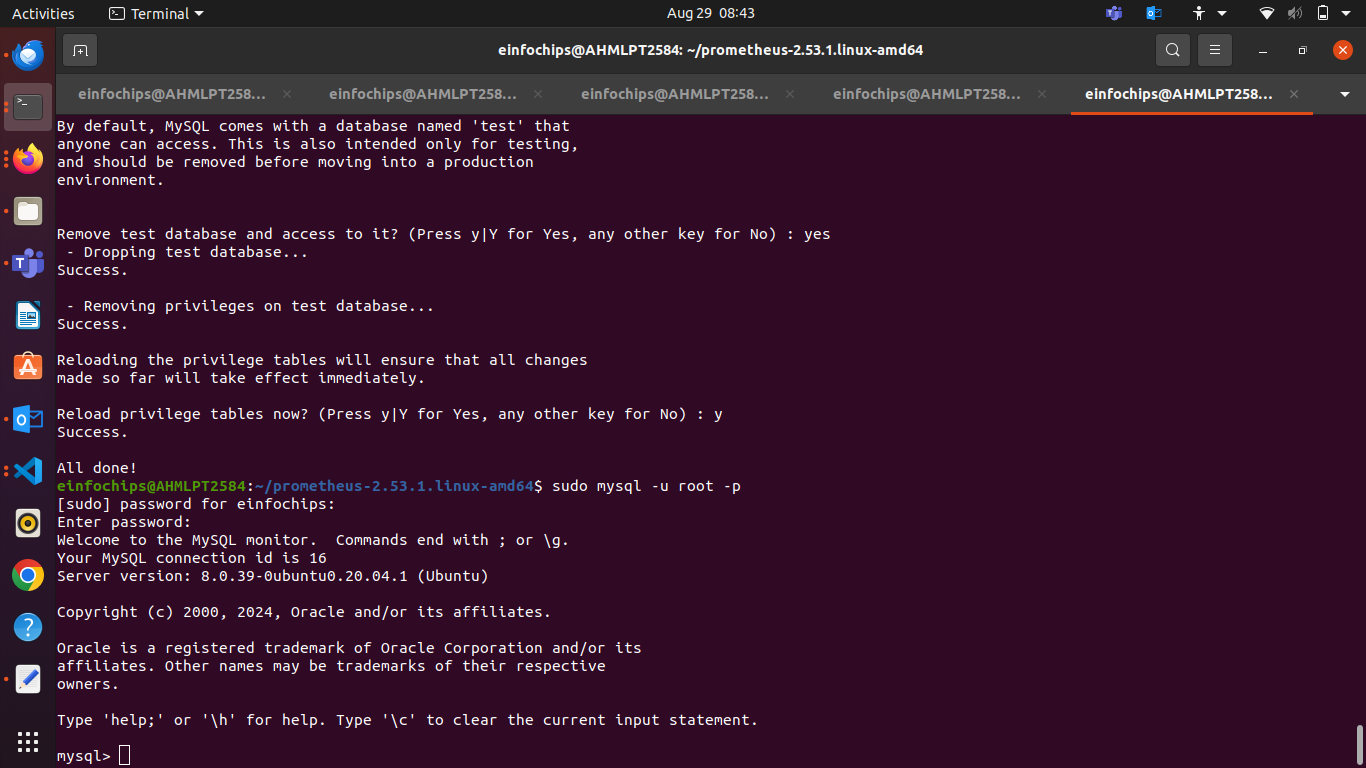 Activities
Terminal
Aug 29 08:43
einfochips@AHMLPT2584: ~/prometheus-2.53.1.linux-amd64
einfochips@AHMLPT258...
einfochips@AHMLPT258...
einfochips@AHMLPT258...
einfochips@AHMLPT258...
einfochips@AHMLPT258...
By default, MySQL comes with a database named 'test' that
anyone can access. This is also intended only for testing,
and should be removed before moving into a production
environment.
Remove test database and access to it? (Press y|Y for Yes, any other key for No) : yes
 - Dropping test database...
Success.
 - Removing privileges on test database...
Success.
Reloading the privilege tables will ensure that all changes
made so far will take effect immediately.
Reload privilege tables now? (Press y|Y for Yes, any other key for No) : y
Success.
All done!
einfochips@AHMLPT2584:~/prometheus-2.53.1.linux-amd64$ sudo mysql -u root -p
[sudo] password for einfochips:
Enter password:
Welcome to the MySQL monitor.  Commands end with ; or \g.
Your MySQL connection id is 16
Server version: 8.0.39-0ubuntu0.20.04.1 (Ubuntu)
Copyright (c) 2000, 2024, Oracle and/or its affiliates.
Oracle is a registered trademark of Oracle Corporation and/or its
affiliates. Other names may be trademarks of their respective
owners.
Type 'help;' or '\h' for help. Type '\c' to clear the current input statement.
mysql>